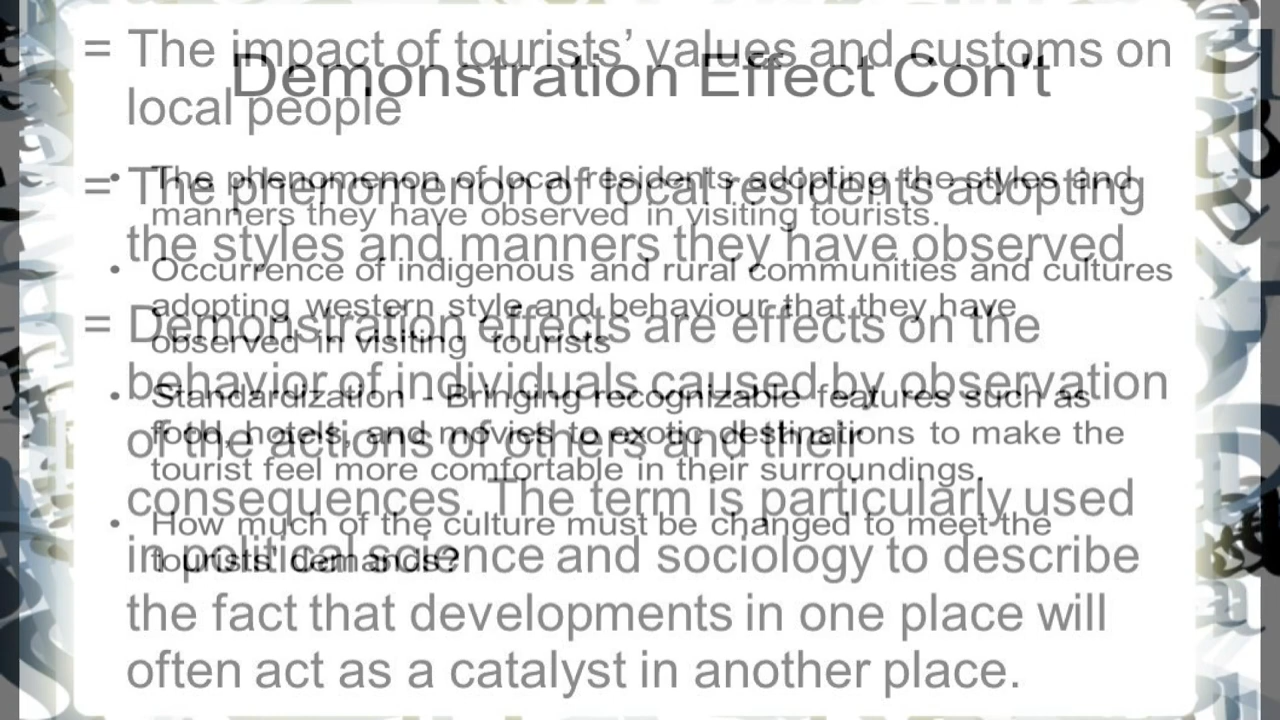 = The impact of tourists’ values and customs on
local people
= The phenomenon of local residents adopting
the styles and manners they have observed
= Demonstration effects are effects on the
behavior of individuals caused by observation
of the actions of others and their
consequences. The term is particularly used
in political science and sociology to describe
the fact that developments in one place will
often act as a catalyst in another place.
Demonstration Effect Con't
• The phenomenon of local residents adopting the styles and
manners they have observed in visiting tourists.
• Occurrence of indigenous and rural communities and cultures
adopting western style and behaviour that they have
observed in visiting tourists
• Standardization - Bringing recognizable features such as
food, hotels, and movies to exotic destinations to make the
tourist feel more comfortable in their surroundings.
• How much of the culture must be changed to meet the
tourists' demands?